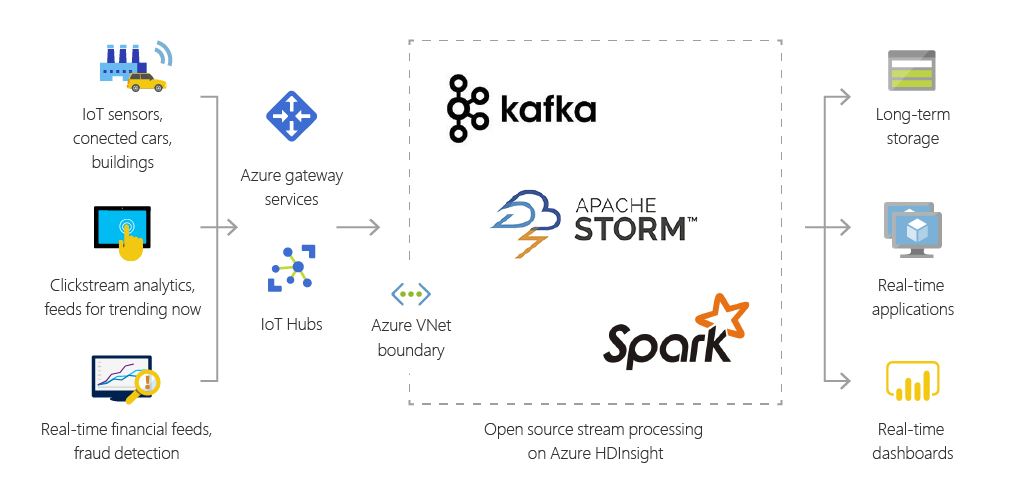 IoT sensors,
conected cars,
buildings
Clickstream analytics,
feeds for trending now
Real-time financial feeds,
fraud detection
Azure gateway
services
IoT Hubs
Azure VNet
boundary
kafka
APACHE
STORM™
Spark
Open source stream processing
on Azure HDInsight
Long-term
storage
Real-time
applications
Real-time
dashboards